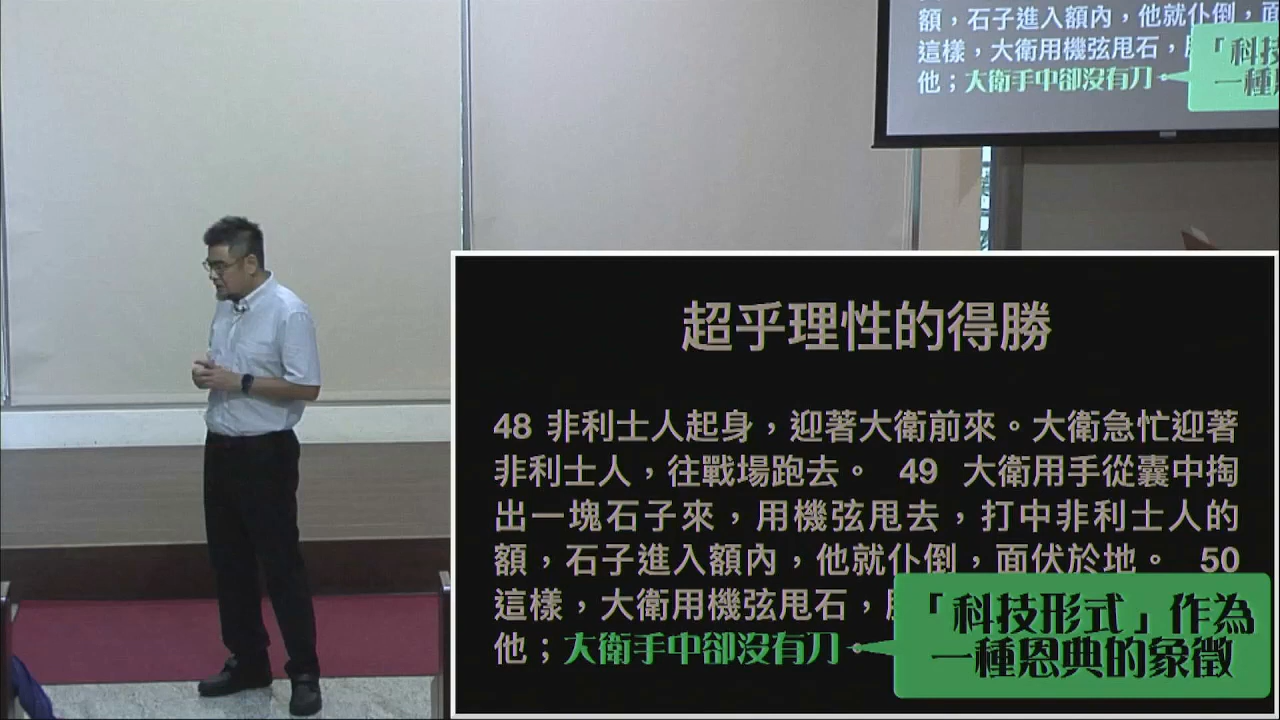 額，石子進入額內，他就仆倒，面
這樣，大衛用機弦甩石，
他；大衛手中卻沒有刀
「科技
一種
超乎理性的得勝
48 非利士人起身，迎著大衛前來。大衛急忙迎著
非利士人，往戰場跑去。 49 大衛用手從囊中掏
出一塊石子來，用機弦甩去，打中非利士人的
額，石子進入額內，他就仆倒，面伏於地。 50
這樣，大衛用機弦甩石，
他；大衛手中卻沒有刀
「科技形式」作為
一種恩典的象徵